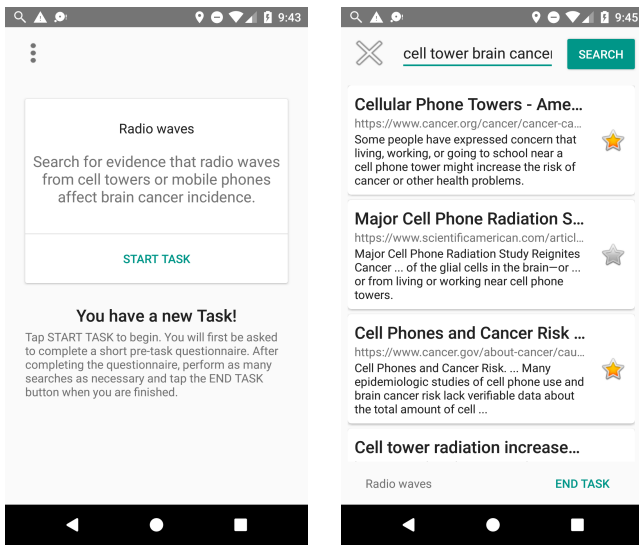 9:43
Radio waves
Search for evidence that radio waves
from cell towers or mobile phones
affect brain cancer incidence.
START TASK
You have a new Task!
Tap START TASK to begin. You will first be asked
to complete a short pre-task questionnaire. After
completing the questionnaire, perform as many
searches as necessary and tap the END TASK
button when you are finished.
9:45
cell tower brain cancer
SEARCH
Cellular Phone Towers - Ame...
https://www.cancer.org/cancer/cancer-ca...
Some people have expressed concern that
living, working, or going to school near a
cell phone tower might increase the risk of
cancer or other health problems.
Major Cell Phone Radiation S...
https://www.scientificamerican.com/articl...
Major Cell Phone Radiation Study Reignites
Cancer ... of the glial cells in the brain—or ...
or from living or working near cell phone
towers.
Cell Phones and Cancer Risk ...
https://www.cancer.gov/about-cancer/cau...
Cell Phones and Cancer Risk. ... Many
epidemiologic studies of cell phone use and
brain cancer risk lack verifiable data about
the total amount of cell ...
Cell tower radiation increase...
Radio waves
END TASK